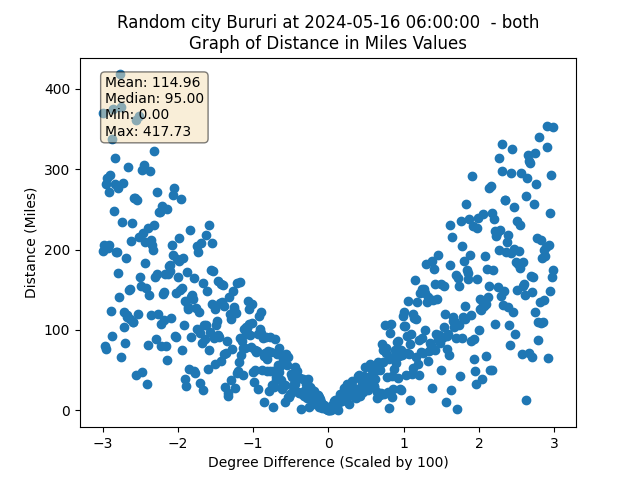 Random city Bururi at 2024-05-16 06:00:00 - both
Graph of Distance in Miles Values
Mean: 114.96
Median: 95.00
Min: 0.00
Max: 417.73
400
300
200
100
0
Distance (Miles)
−3
−2
−1
0
1
2
3
Degree Difference (Scaled by 100)